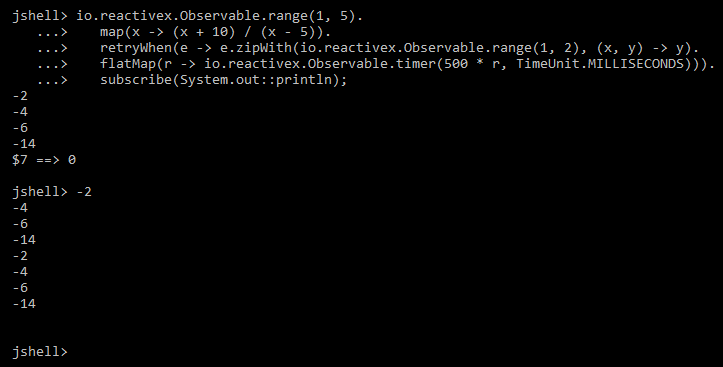 jshell> io.reactivex.Observable.range(1, 5).
   ...>    map(x -> (x + 10) / (x - 5)).
   ...>    retryWhen(e -> e.zipWith(io.reactivex.Observable.range(1, 2), (x, y) -> y).
   ...>    flatMap(r -> io.reactivex.Observable.timer(500 * r, TimeUnit.MILLISECONDS))).
   ...>    subscribe(System.out::println);
-2
-4
-6
-14
$7 ==> 0
jshell> -2
-4
-6
-14
-2
-4
-6
-14
jshell>